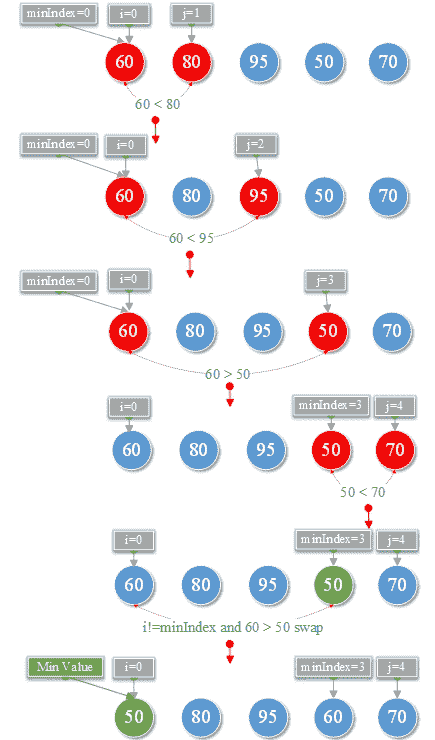 minIndex=0 i=0 j=1
60 80 95 50 70
60 < 80
minIndex=0 i=0 j=2
60 80 95 50 70
60 < 95
minIndex=0 i=0 j=3
60 80 95 50 70
60 > 50
i=0 minIndex=3 j=4
60 80 95 50 70
50 < 70
i=0 minIndex=3 j=4
60 80 95 50 70
i!=minIndex and 60 > 50 swap
Min Value i=0 minIndex=3 j=4
50 80 95 60 70